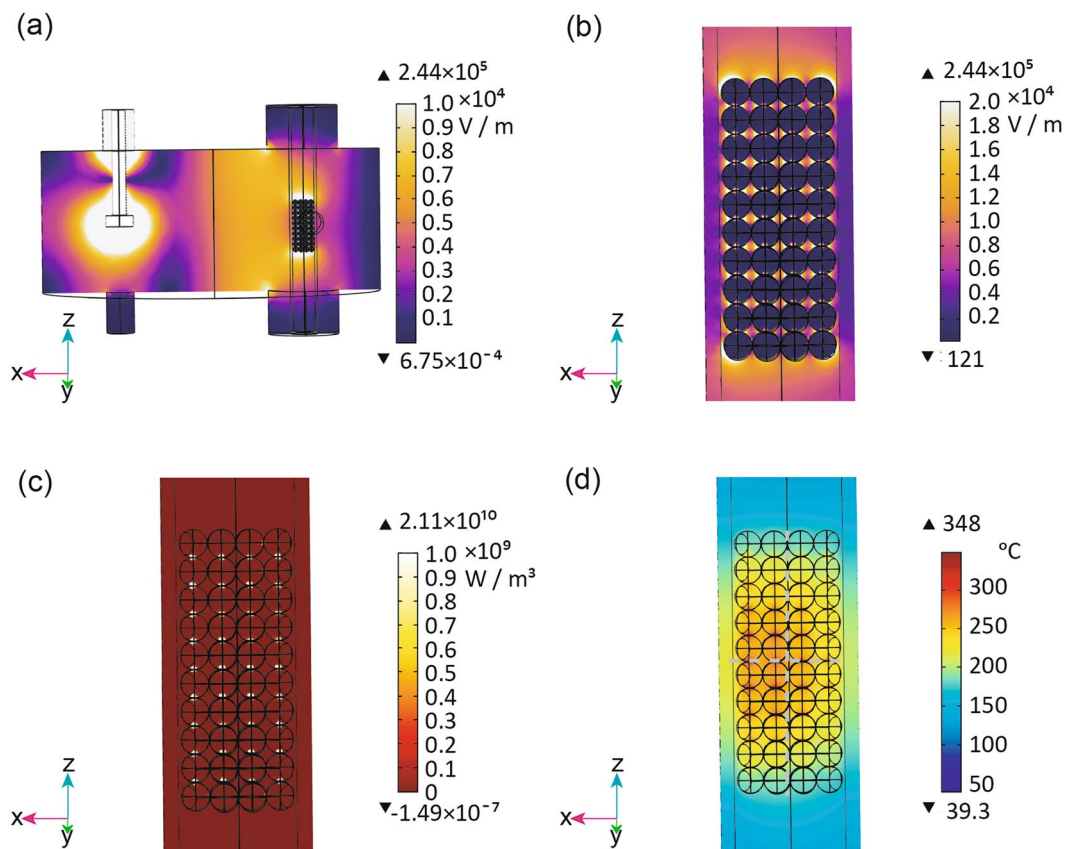 (a)
▲ 2.44×10⁵
1.0 ×10⁴
0.9 V / m
0.8
0.7
0.6
0.5
0.4
0.3
0.2
0.1
▼ 6.75×10⁻⁴
z
x
y
(b)
▲ 2.44×10⁵
2.0 ×10⁴
1.8 V / m
1.6
1.4
1.2
1.0
0.8
0.6
0.4
0.2
▼ 121
z
x
y
(c)
▲ 2.11×10¹⁰
1.0 ×10⁹
0.9 W / m³
0.8
0.7
0.6
0.5
0.4
0.3
0.2
0.1
0
▼ -1.49×10⁻⁷
z
x
y
(d)
▲ 348
°C
300
250
200
150
100
50
▼ 39.3
z
x
y